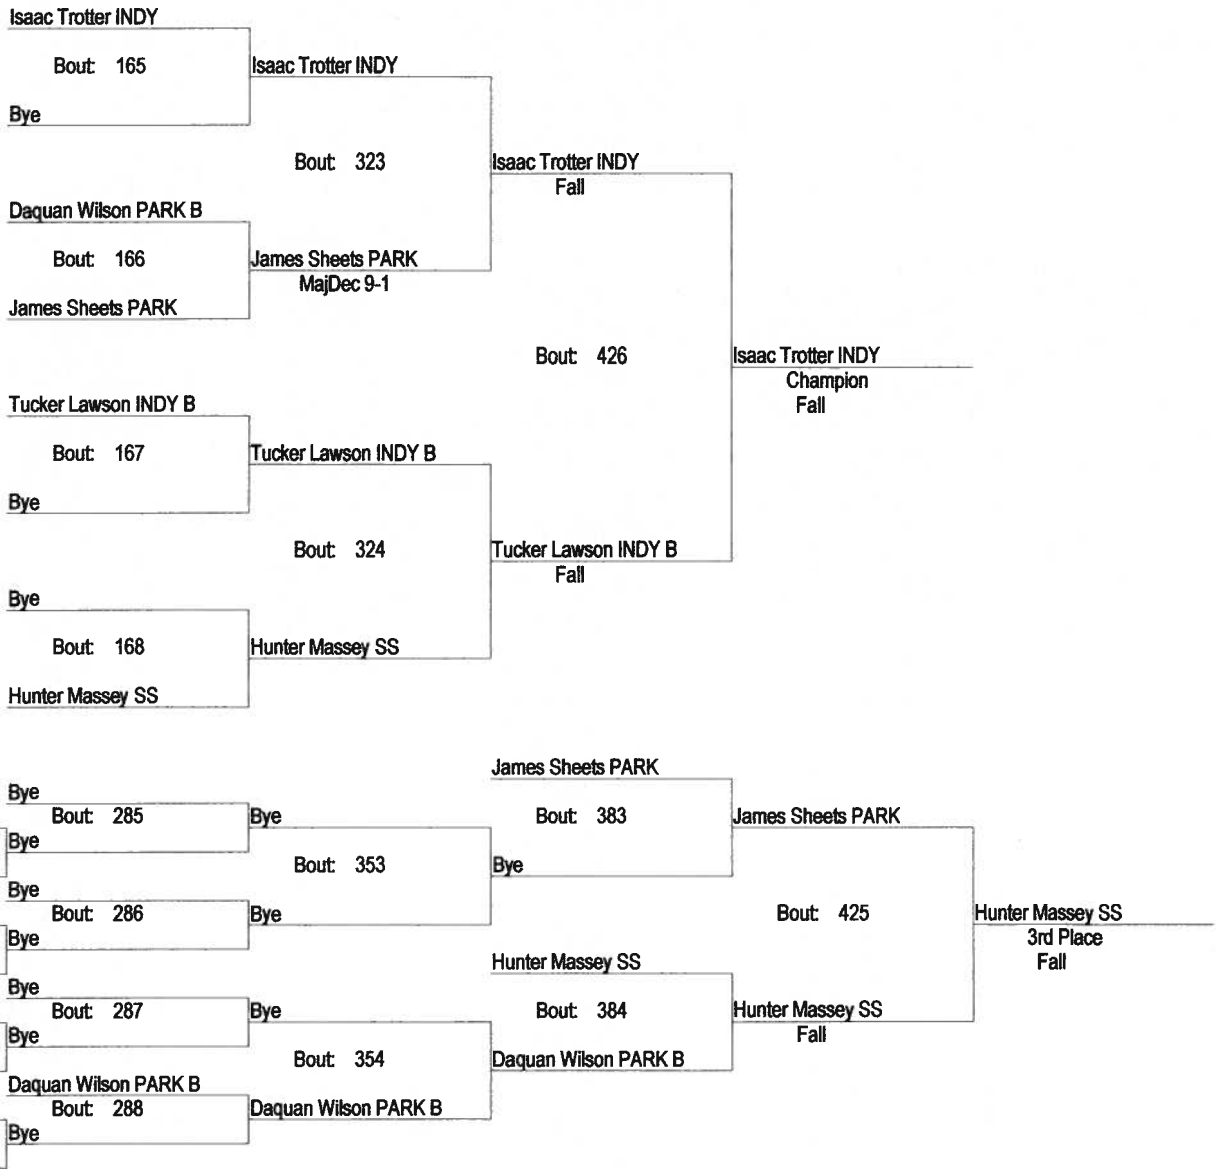 Isaac Trotter INDY
Bout: 165
Isaac Trotter INDY
Bye
Bout: 323
Isaac Trotter INDY
Fall
Daquan Wilson PARK B
Bout: 166
James Sheets PARK
MajDec 9-1
James Sheets PARK
Bout: 426
Isaac Trotter INDY
Champion
Fall
Tucker Lawson INDY B
Bout: 167
Tucker Lawson INDY B
Bye
Bout: 324
Tucker Lawson INDY B
Fall
Bye
Bout: 168
Hunter Massey SS
Hunter Massey SS
James Sheets PARK
Bye
Bout: 285
Bye
Bout: 383
James Sheets PARK
Bye
Bout: 353
Bye
Bye
Bout: 286
Bye
Bout: 425
Hunter Massey SS
3rd Place
Fall
Bye
Hunter Massey SS
Bye
Bout: 287
Bye
Bout: 384
Hunter Massey SS
Fall
Bye
Bout: 354
Daquan Wilson PARK B
Daquan Wilson PARK B
Bout: 288
Daquan Wilson PARK B
Bye